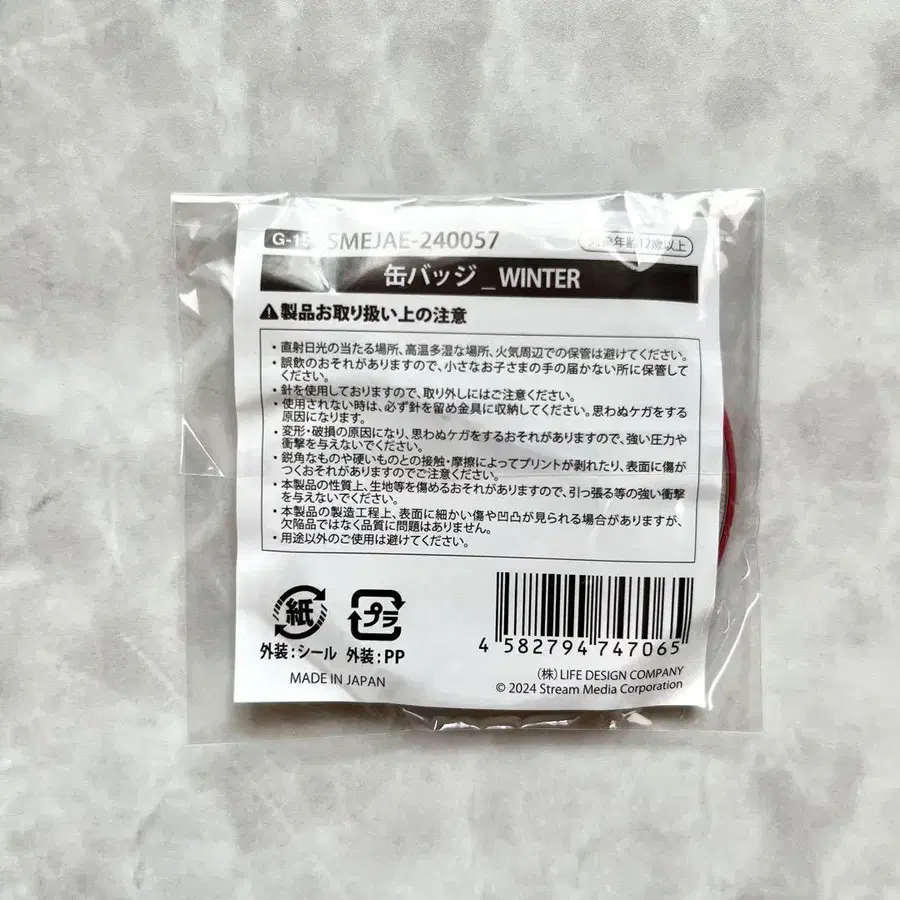 SMEJAE-240057
年齢12歳以上
缶バッジ_WINTER
製品お取り扱い上の注意
・直射日光の当たる場所、高温多湿な場所、火気周辺での保管は避けてください。
・誤飲のおそれがありますので、小さなお子さまの手の届かない所に保管して
ください。
・針を使用しておりますので、取り外しにはご注意ください。
・使用されない時は、必ず針を留め金具に収納してください。思わぬケガをする
原因になります。
・変形・破損の原因になり、思わぬケガをするおそれがありますので、強い圧力や
衝撃を与えないでください。
・鋭角なものや硬いものとの接触・摩擦によってプリントが剥れたり、表面に傷が
つくおそれがありますのでご注意ください。
・本製品の性質上、生地等を傷めるおそれがありますので、引っ張る等の強い衝撃
を与えないでください。
・本製品の製造工程上、表面に細かい傷や凹凸が見られる場合がありますが、
欠陥品ではなく品質に問題はありません。
・用途以外のご使用は避けてください。
紙 プラ
外装:シール 外装:PP
MADE IN JAPAN
4 582794 747065
(株)LIFE DESIGN COMPANY
© 2024 Stream Media Corporation